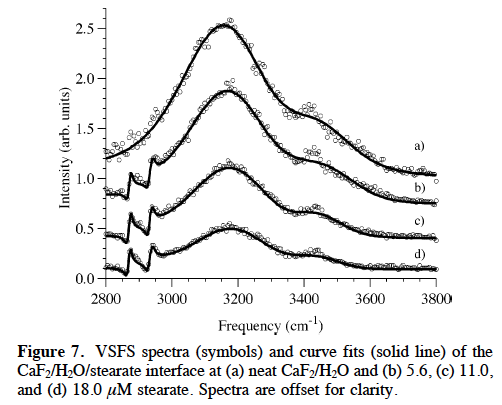 2.5
2.0
1.5
1.0
0.5
0.0
Intensity (arb. units)
a)
b)
c)
d)
2800 3000 3200 3400 3600 3800
Frequency (cm⁻¹)
Figure 7. VSFS spectra (symbols) and curve fits (solid line) of the
CaF₂/H₂O/stearate interface at (a) neat CaF₂/H₂O and (b) 5.6, (c) 11.0,
and (d) 18.0 μM stearate. Spectra are offset for clarity.